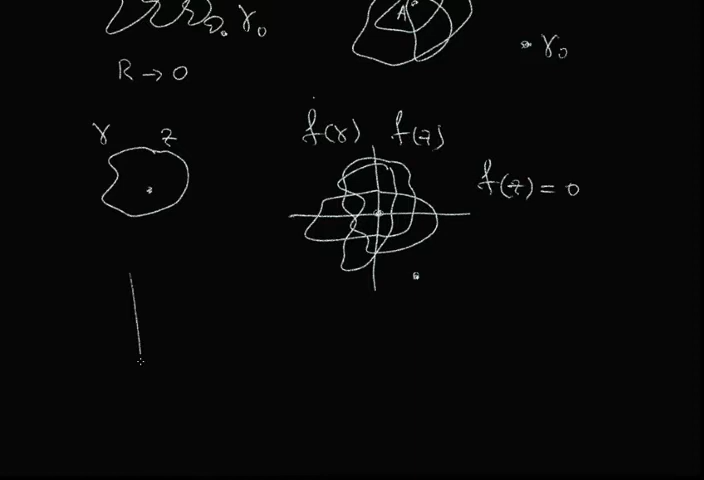 A
γ₀
γ₀
R → 0
γ z f(γ) f(z)
f(z) = 0